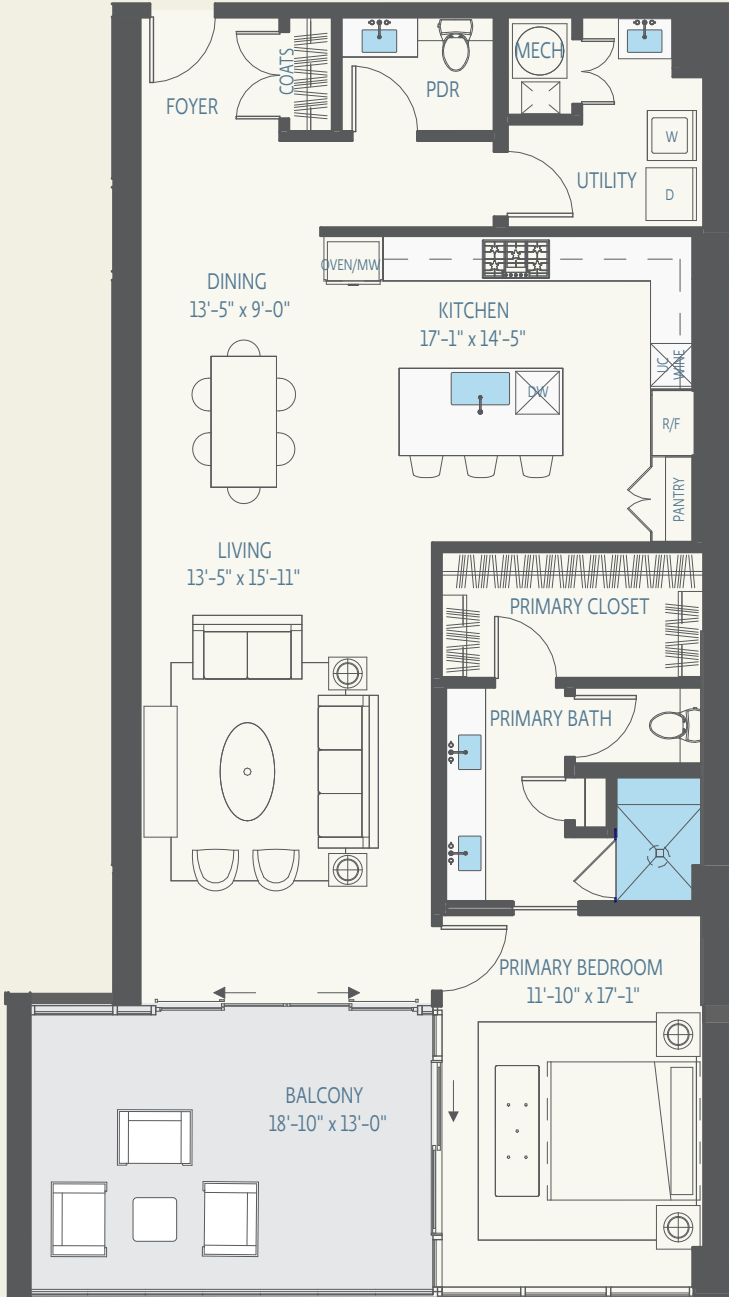 MECH
COATS
PDR
FOYER
W
UTILITY
D
OVEN/MW
DINING
13'-5" x 9'-0"
KITCHEN
17'-1" x 14'-5"
UC
WINE
DW
R/F
PANTRY
LIVING
13'-5" x 15'-11"
PRIMARY CLOSET
PRIMARY BATH
PRIMARY BEDROOM
11'-10" x 17'-1"
BALCONY
18'-10" x 13'-0"